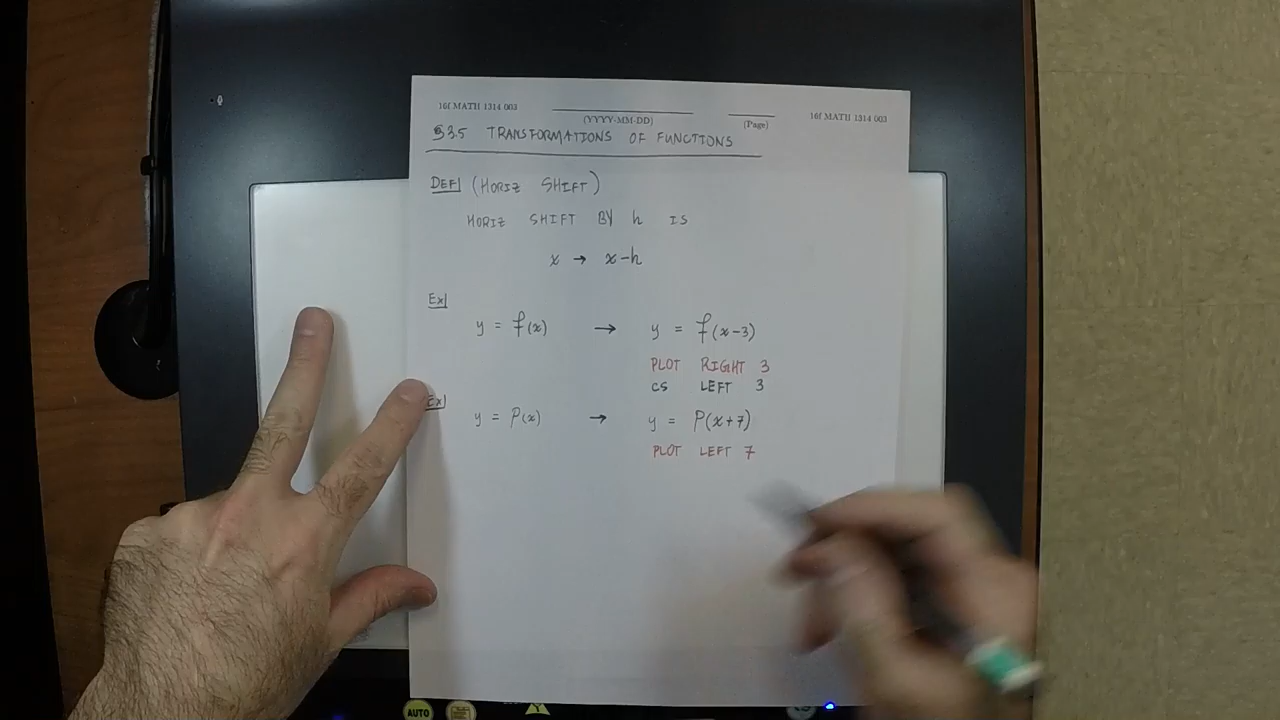 16f MATH 1314 003
(YYYY-MM-DD)
(Page)
16f MATH 1314 003
§3.5 TRANSFORMATIONS OF FUNCTIONS
DEF (HORIZ SHIFT)
HORIZ SHIFT BY h IS
x → x-h
Ex
y = f(x) → y = f(x-3)
PLOT RIGHT 3
CS LEFT 3
Ex
y = P(x) → y = P(x+7)
PLOT LEFT 7
AUTO